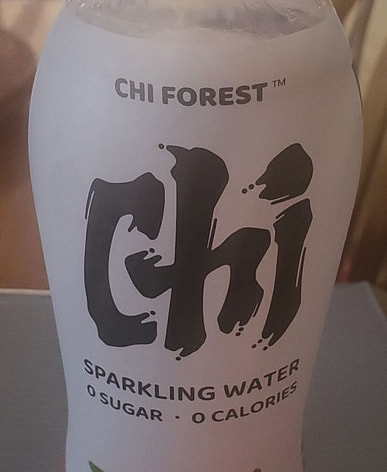 CHI FOREST™
Chi
SPARKLING WATER
0 SUGAR · 0 CALORIES